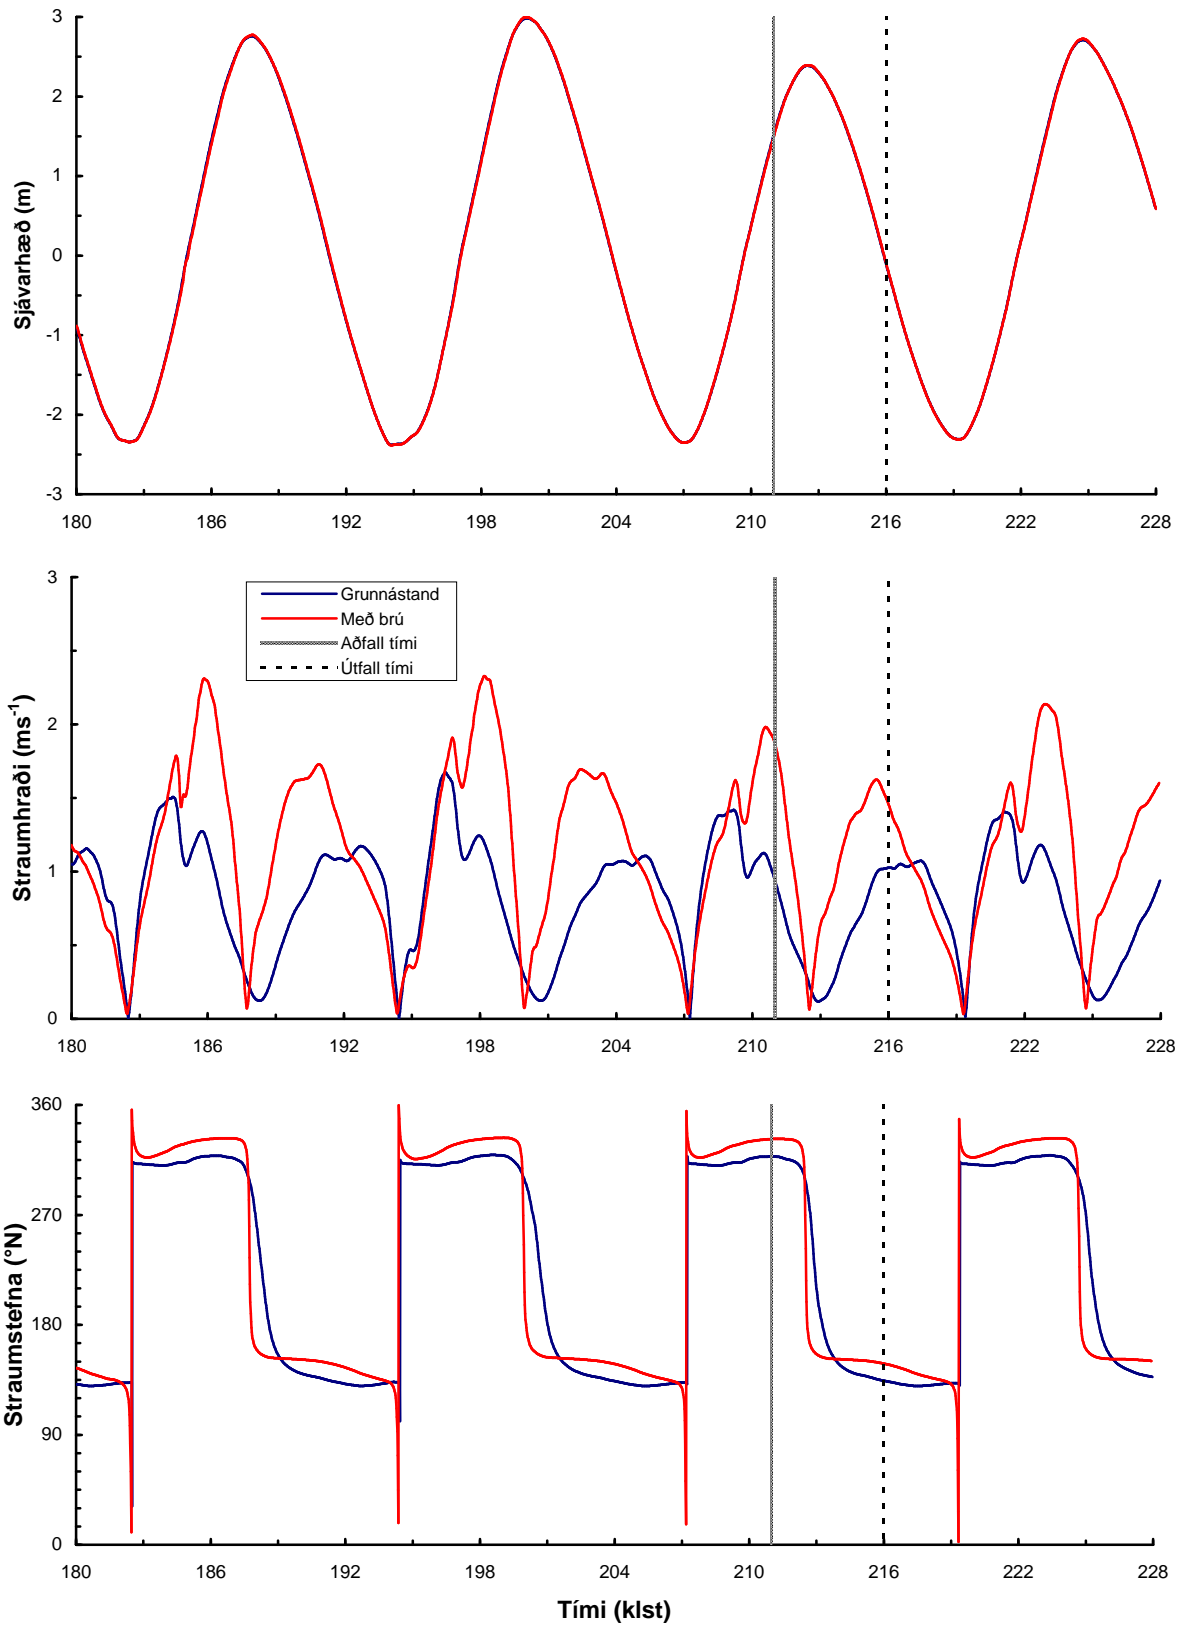 3
2
1
0
-1
-2
-3
Sjávarhæð (m)
180 186 192 198 204 210 216 222 228
3
2
1
0
Straumhraði (ms⁻¹)
Grunnástand
Með brú
Aðfall tími
Útfall tími
180 186 192 198 204 210 216 222 228
360
270
180
90
0
Straumstefna (°N)
180 186 192 198 204 210 216 222 228
Tími (klst)